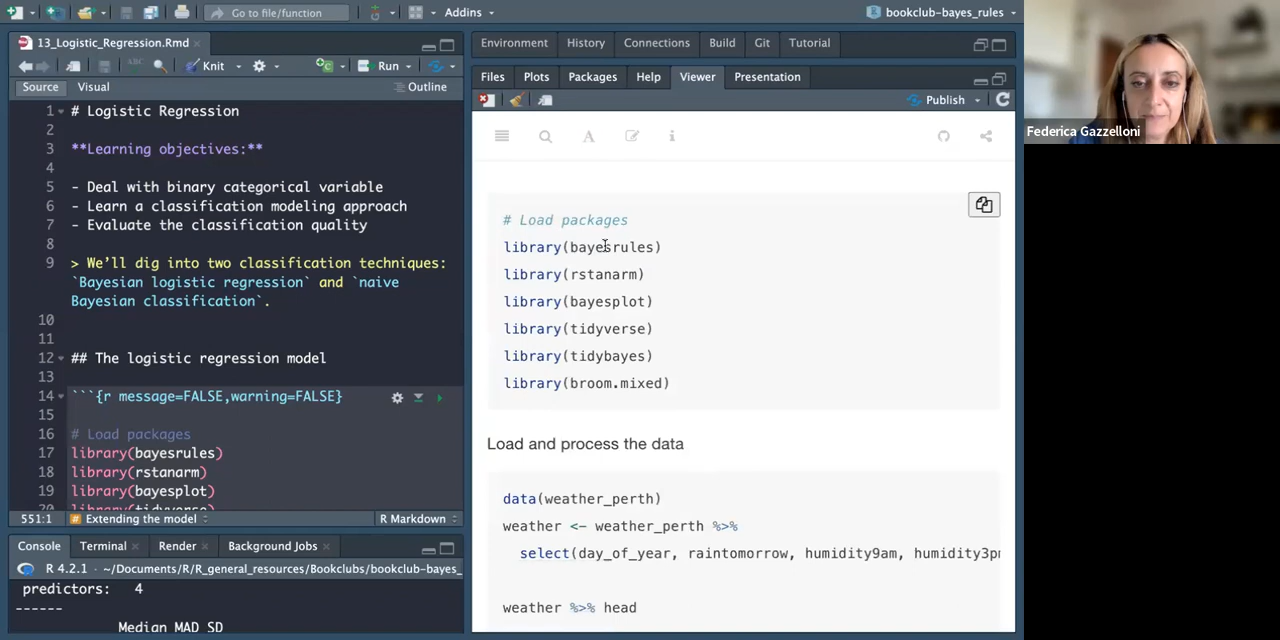 Go to file/function
Addins
bookclub-bayes_rules
13_Logistic_Regression.Rmd
Knit
Run
Source
Visual
Outline
1
# Logistic Regression
2
3
**Learning objectives:**
4
5
- Deal with binary categorical variable
6
- Learn a classification modeling approach
7
- Evaluate the classification quality
8
9
> We’ll dig into two classification techniques:
`Bayesian logistic regression` and `naive
Bayesian classification`.
10
11
12
## The logistic regression model
13
14
```{r message=FALSE,warning=FALSE}
15
16
# Load packages
17
library(bayesrules)
18
library(rstanarm)
19
library(bayesplot)
20
library(tidyverse)
551:1
# Extending the model
R Markdown
Console
Terminal
Render
Background Jobs
R 4.2.1 · ~/Documents/R/R_general_resources/Bookclubs/bookclub-bayes_
predictors: 4
------
Median MAD_SD
Environment
History
Connections
Build
Git
Tutorial
Files
Plots
Packages
Help
Viewer
Presentation
Publish
# Load packages
library(bayesrules)
library(rstanarm)
library(bayesplot)
library(tidyverse)
library(tidybayes)
library(broom.mixed)
Load and process the data
data(weather_perth)
weather <- weather_perth %>%
select(day_of_year, raintomorrow, humidity9am, humidity3pm
weather %>% head
Federica Gazzelloni